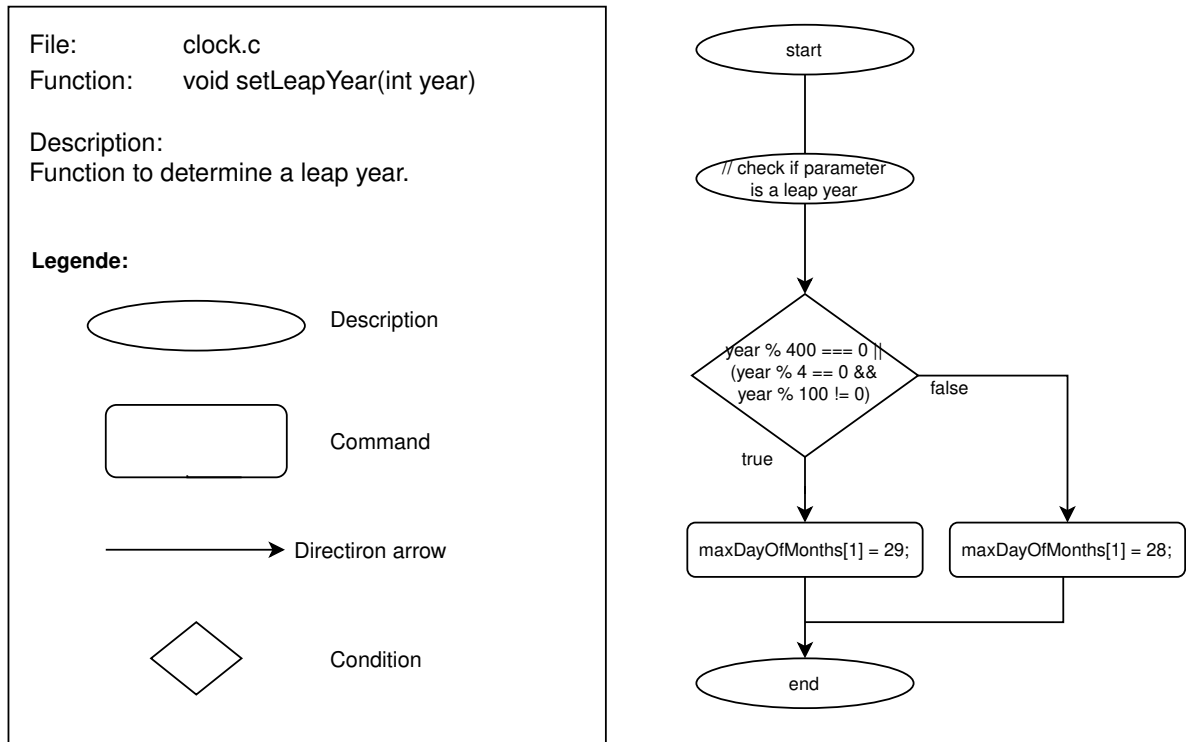 File: clock.c
Function: void setLeapYear(int year)
Description:
Function to determine a leap year.
Legende:
Description
Command
Directiron arrow
Condition
start
// check if parameter
is a leap year
year % 400 === 0 ||
(year % 4 == 0 &&
year % 100 != 0)
false
true
maxDayOfMonths[1] = 29;
maxDayOfMonths[1] = 28;
end